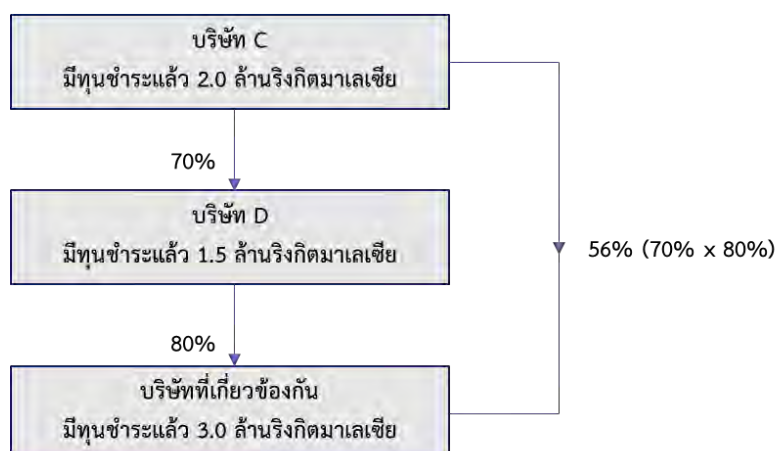 บริษัท C
มีทุนชำระแล้ว 2.0 ล้านริงกิตมาเลเซีย
70%
บริษัท D
มีทุนชำระแล้ว 1.5 ล้านริงกิตมาเลเซีย
56% (70% x 80%)
80%
บริษัทที่เกี่ยวข้องกัน
มีทุนชำระแล้ว 3.0 ล้านริงกิตมาเลเซีย